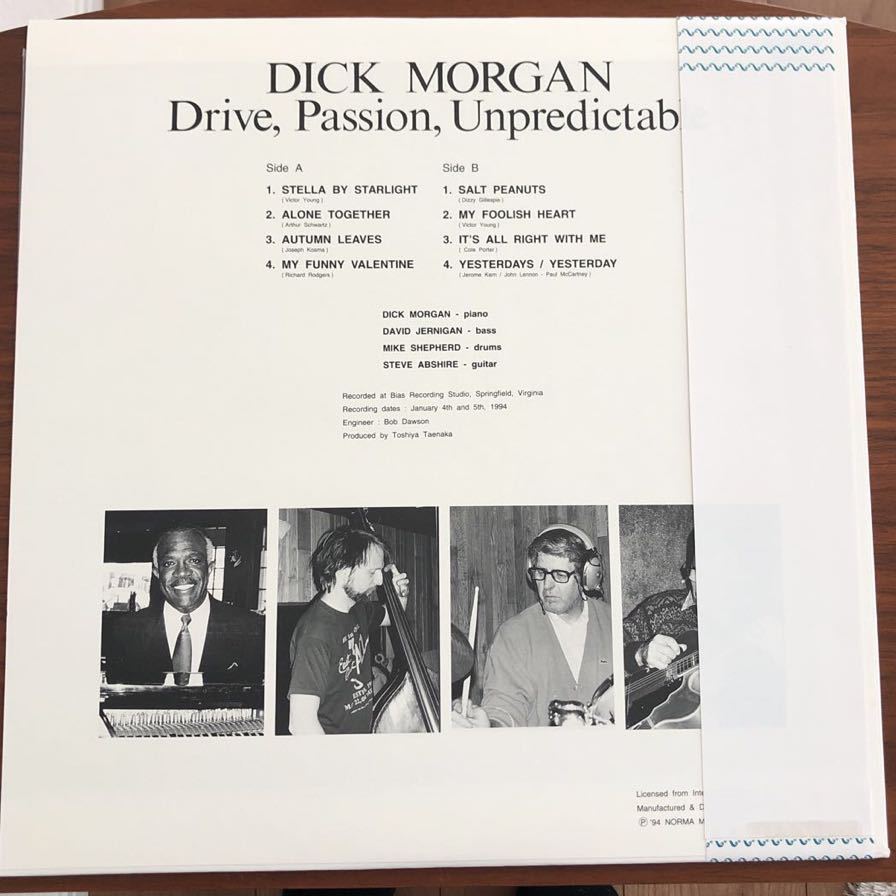 DICK MORGAN
Drive, Passion, Unpredictabl
Side A
1. STELLA BY STARLIGHT
( Victor Young )
2. ALONE TOGETHER
( Arthur Schwartz )
3. AUTUMN LEAVES
( Joseph Kosma )
4. MY FUNNY VALENTINE
( Richard Rodgers )
Side B
1. SALT PEANUTS
( Dizzy Gillespie )
2. MY FOOLISH HEART
( Victor Young )
3. IT'S ALL RIGHT WITH ME
( Cole Porter )
4. YESTERDAYS / YESTERDAY
( Jerome Kern / John Lennon - Paul McCartney )
DICK MORGAN - piano
DAVID JERNIGAN - bass
MIKE SHEPHERD - drums
STEVE ABSHIRE - guitar
Recorded at Bias Recording Studio, Springfield, Virginia
Recording dates : January 4th and 5th, 1994
Engineer : Bob Dawson
Produced by Toshiya Taenaka
Licensed from Inte
Manufactured & D
Ⓟ '94 NORMA M